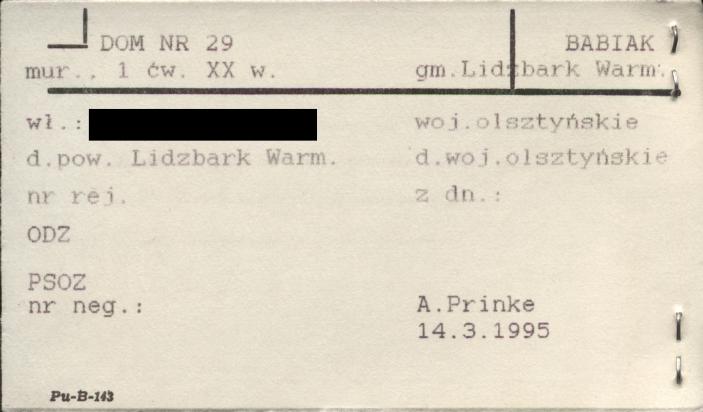 DOM NR 29 BABIAK
mur., 1 ćw. XX w. gm.Lidzbark Warm.
wł.: woj.olsztyńskie
d.pow. Lidzbark Warm. d.woj.olsztyńskie
nr rej. z dn.:
ODZ
PSOZ
nr neg.: A.Prinke
14.3.1995
Pu-B-143